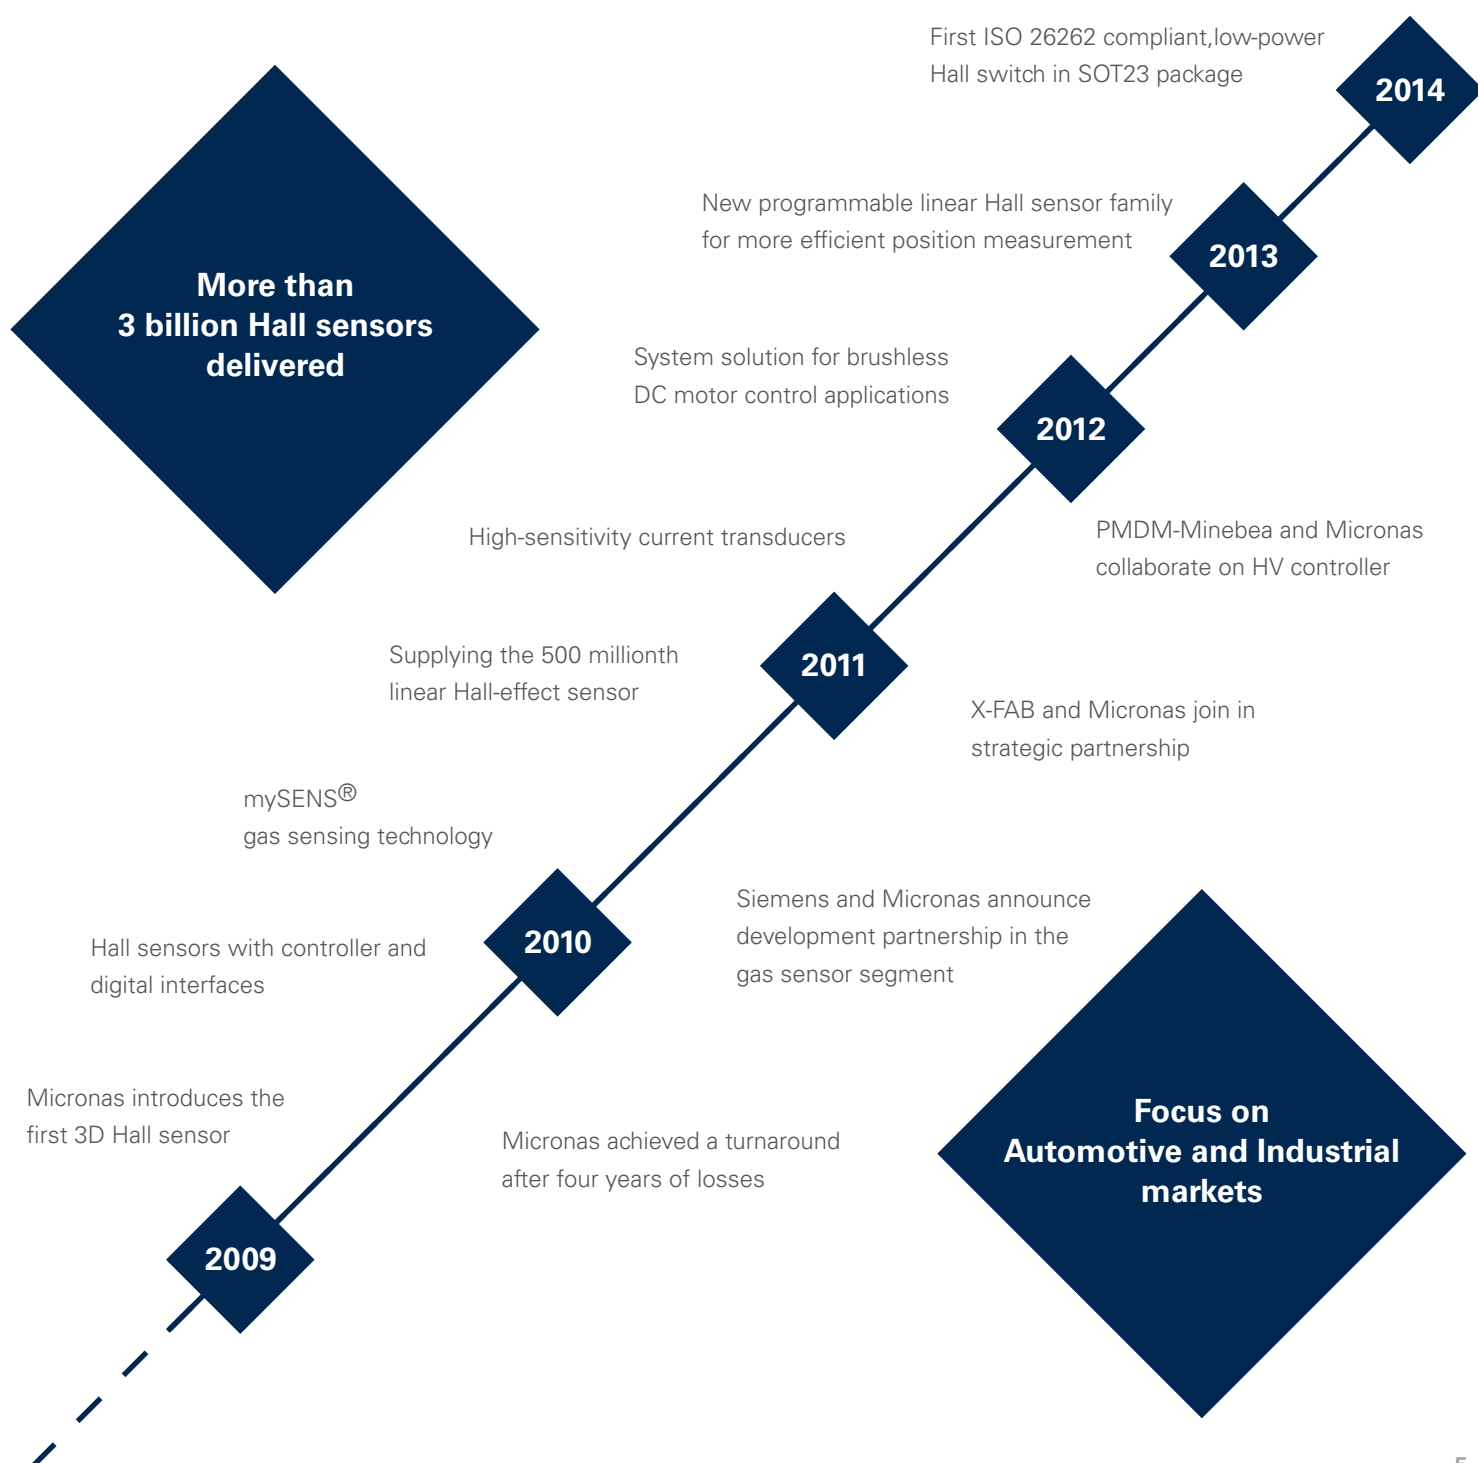 First ISO 26262 compliant,low-power
Hall switch in SOT23 package
2014
More than
3 billion Hall sensors
delivered
New programmable linear Hall sensor family
for more efficient position measurement
2013
System solution for brushless
DC motor control applications
2012
High-sensitivity current transducers
PMDM-Minebea and Micronas
collaborate on HV controller
Supplying the 500 millionth
linear Hall-effect sensor
2011
X-FAB and Micronas join in
strategic partnership
mySENS®
gas sensing technology
Hall sensors with controller and
digital interfaces
2010
Siemens and Micronas announce
development partnership in the
gas sensor segment
Micronas introduces the
first 3D Hall sensor
Micronas achieved a turnaround
after four years of losses
Focus on
Automotive and Industrial
markets
2009